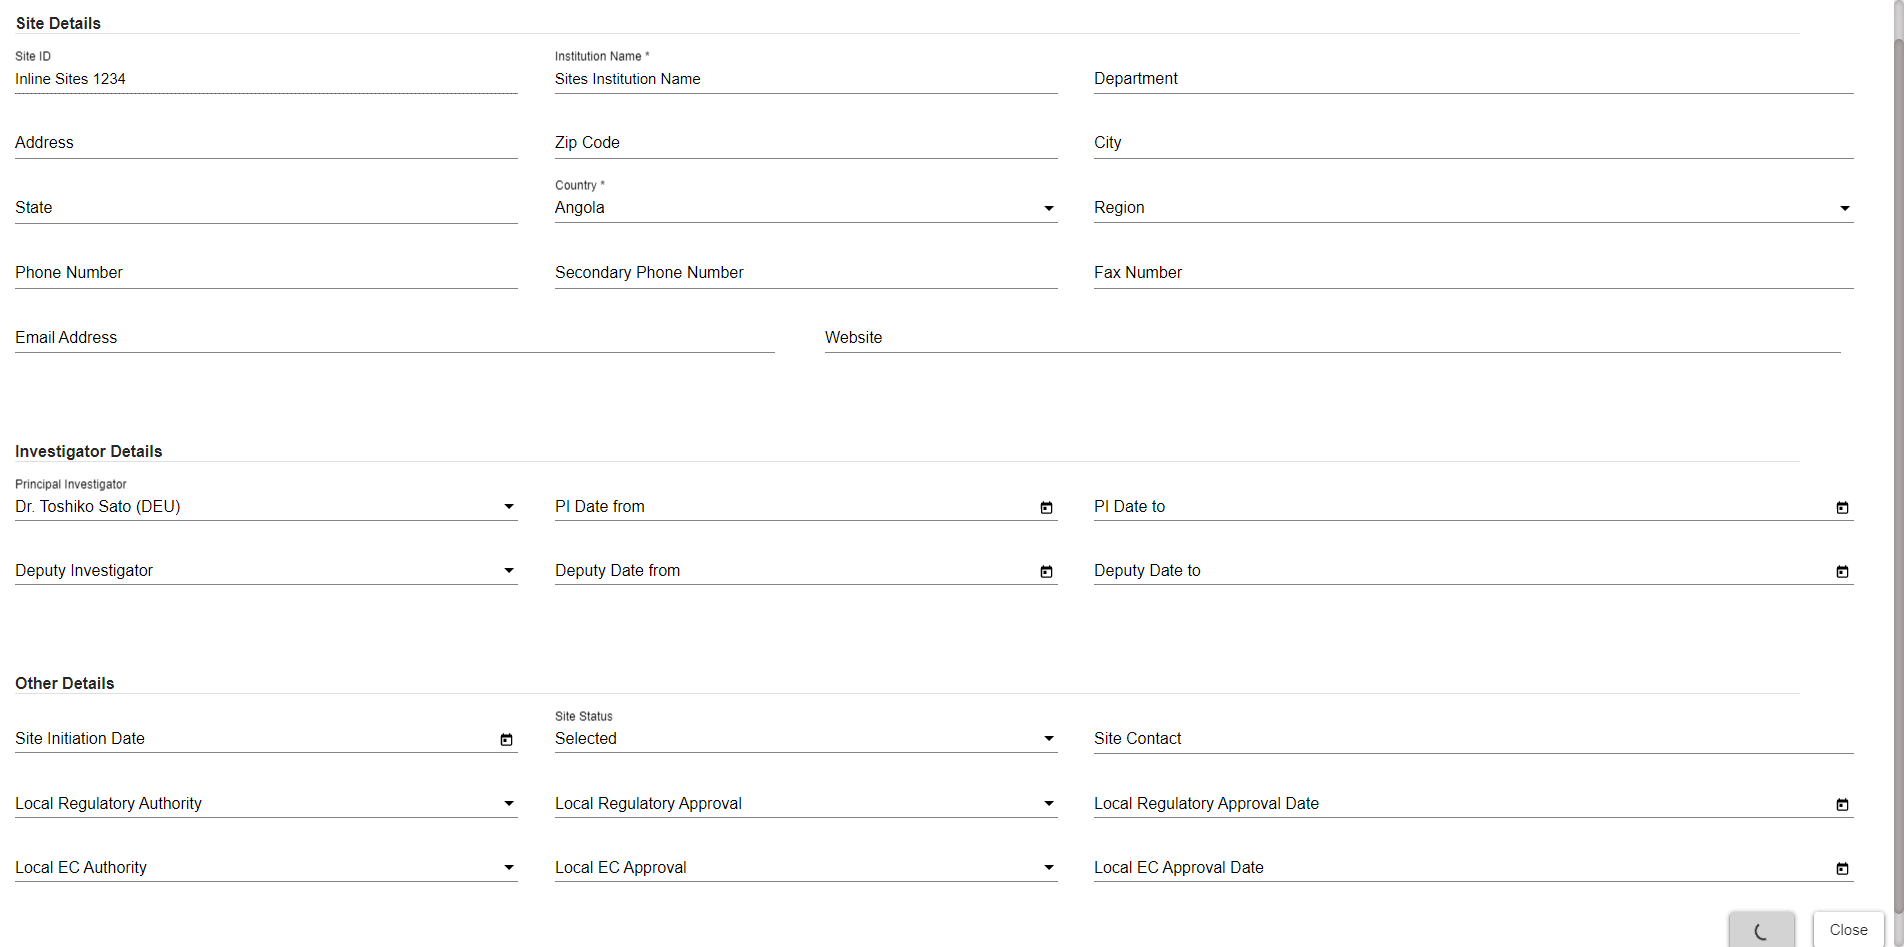 Site Details
Site ID
Institution Name *
Inline Sites 1234
Sites Institution Name
Department
Address
Zip Code
City
Country *
State
Angola
Region
Phone Number
Secondary Phone Number
Fax Number
Email Address
Website
Investigator Details
Principal Investigator
Dr. Toshiko Sato (DEU)
PI Date from
PI Date to
Deputy Investigator
Deputy Date from
Deputy Date to
Other Details
Site Status
Site Initiation Date
Selected
Site Contact
Local Regulatory Authority
Local Regulatory Approval
Local Regulatory Approval Date
Local EC Authority
Local EC Approval
Local EC Approval Date
Close